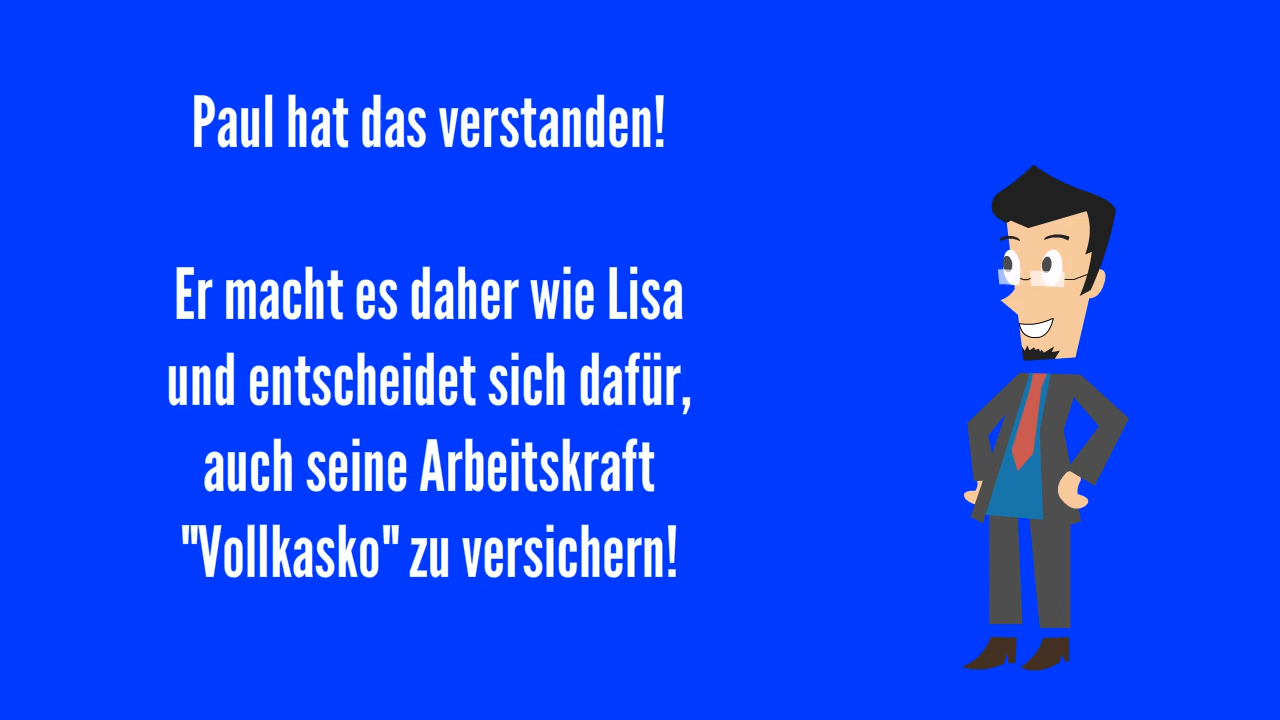 Paul hat das verstanden!
Er macht es daher wie Lisa
und entscheidet sich dafür,
auch seine Arbeitskraft
"Vollkasko" zu versichern!